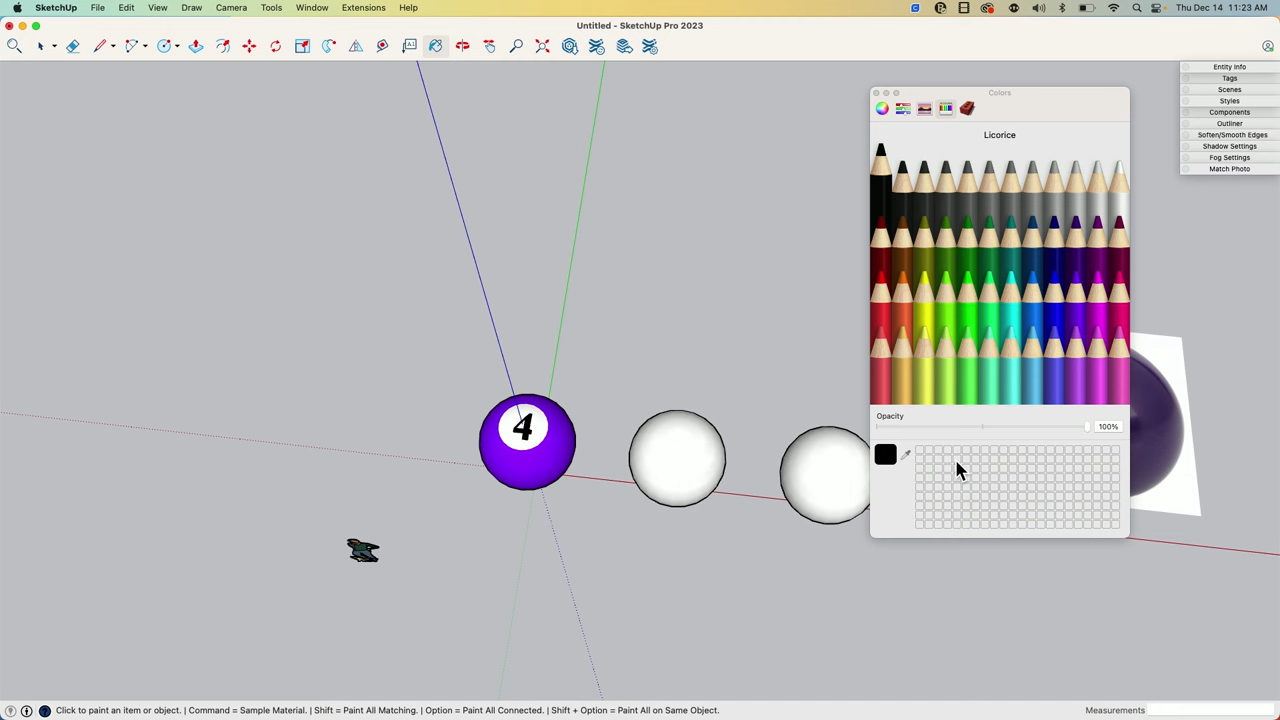 SketchUp File Edit View Draw Camera Tools Window Extensions Help Thu Dec 14 11:23 AM
Untitled - SketchUp Pro 2023
Entity Info
Tags
Scenes
Styles
Components
Outliner
Soften/Smooth Edges
Shadow Settings
Fog Settings
Match Photo
Colors
Licorice
Opacity
100%
4
Click to paint an item or object. | Command = Sample Material. | Shift = Paint All Matching. | Option = Paint All Connected. | Shift + Option = Paint All on Same Object. Measurements